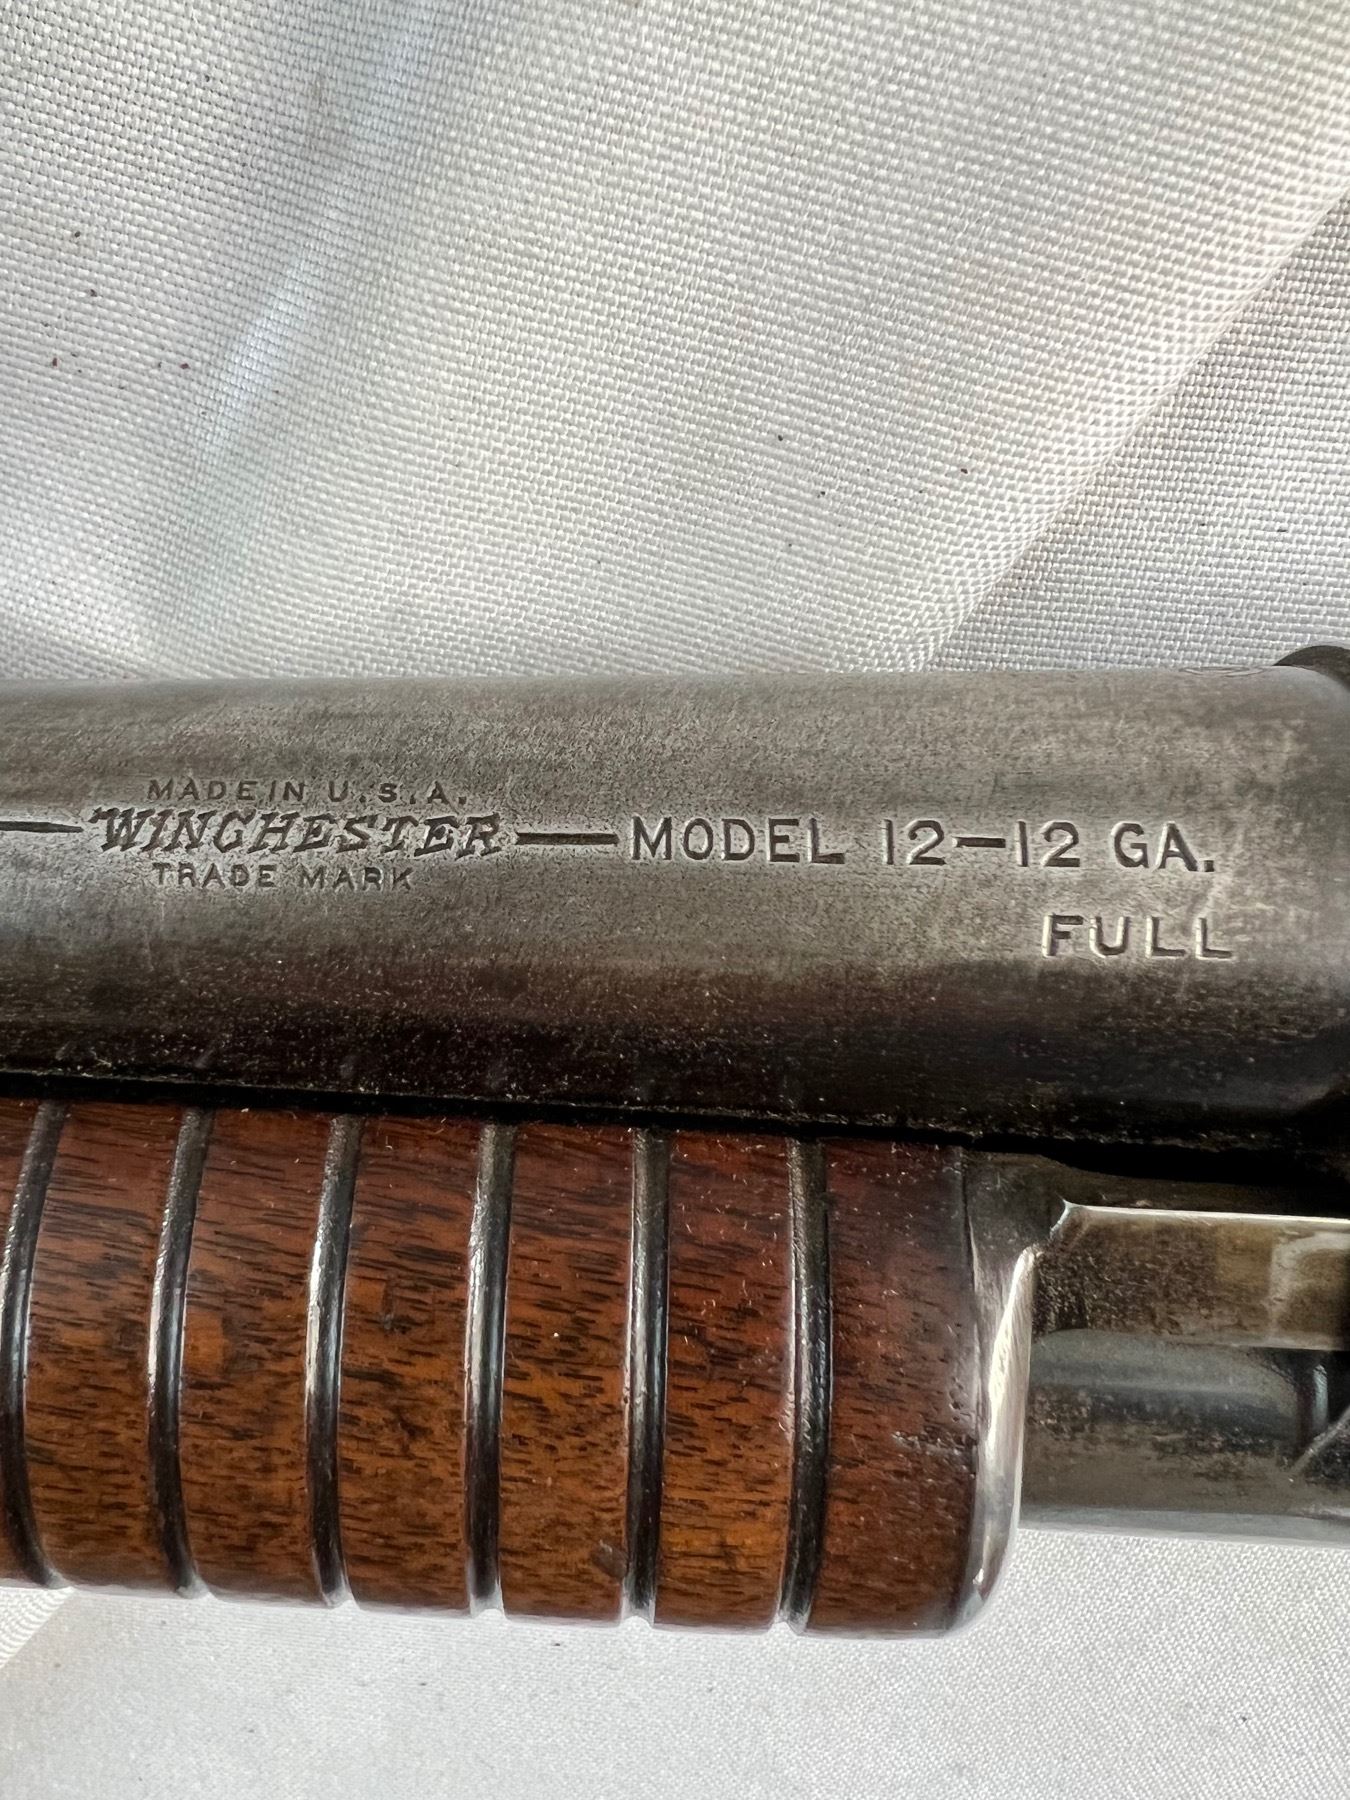 MADE IN U.S.A.
WINCHESTER
TRADE MARK
MODEL 12-12 GA.
FULL